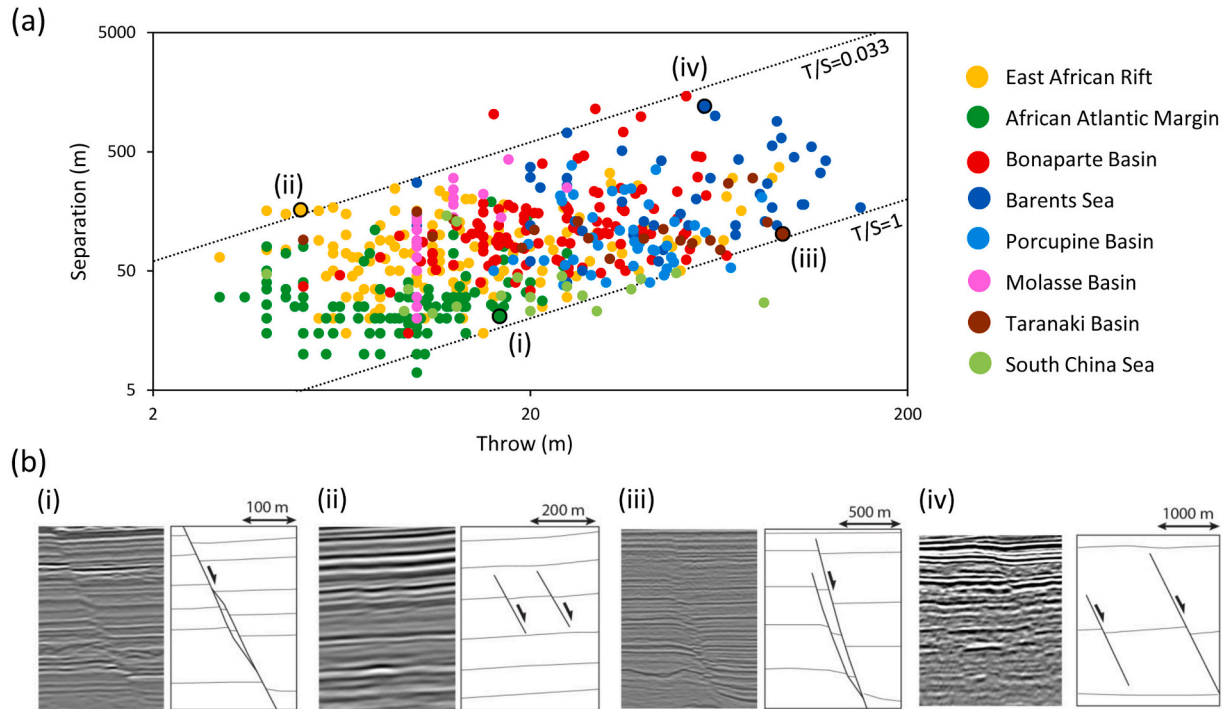 (a)
5000
500
50
5
Separation (m)
2
20
200
Throw (m)
(i)
(ii)
(iii)
(iv)
T/S=0.033
T/S=1
East African Rift
African Atlantic Margin
Bonaparte Basin
Barents Sea
Porcupine Basin
Molasse Basin
Taranaki Basin
South China Sea
(b)
(i)
100 m
(ii)
200 m
(iii)
500 m
(iv)
1000 m